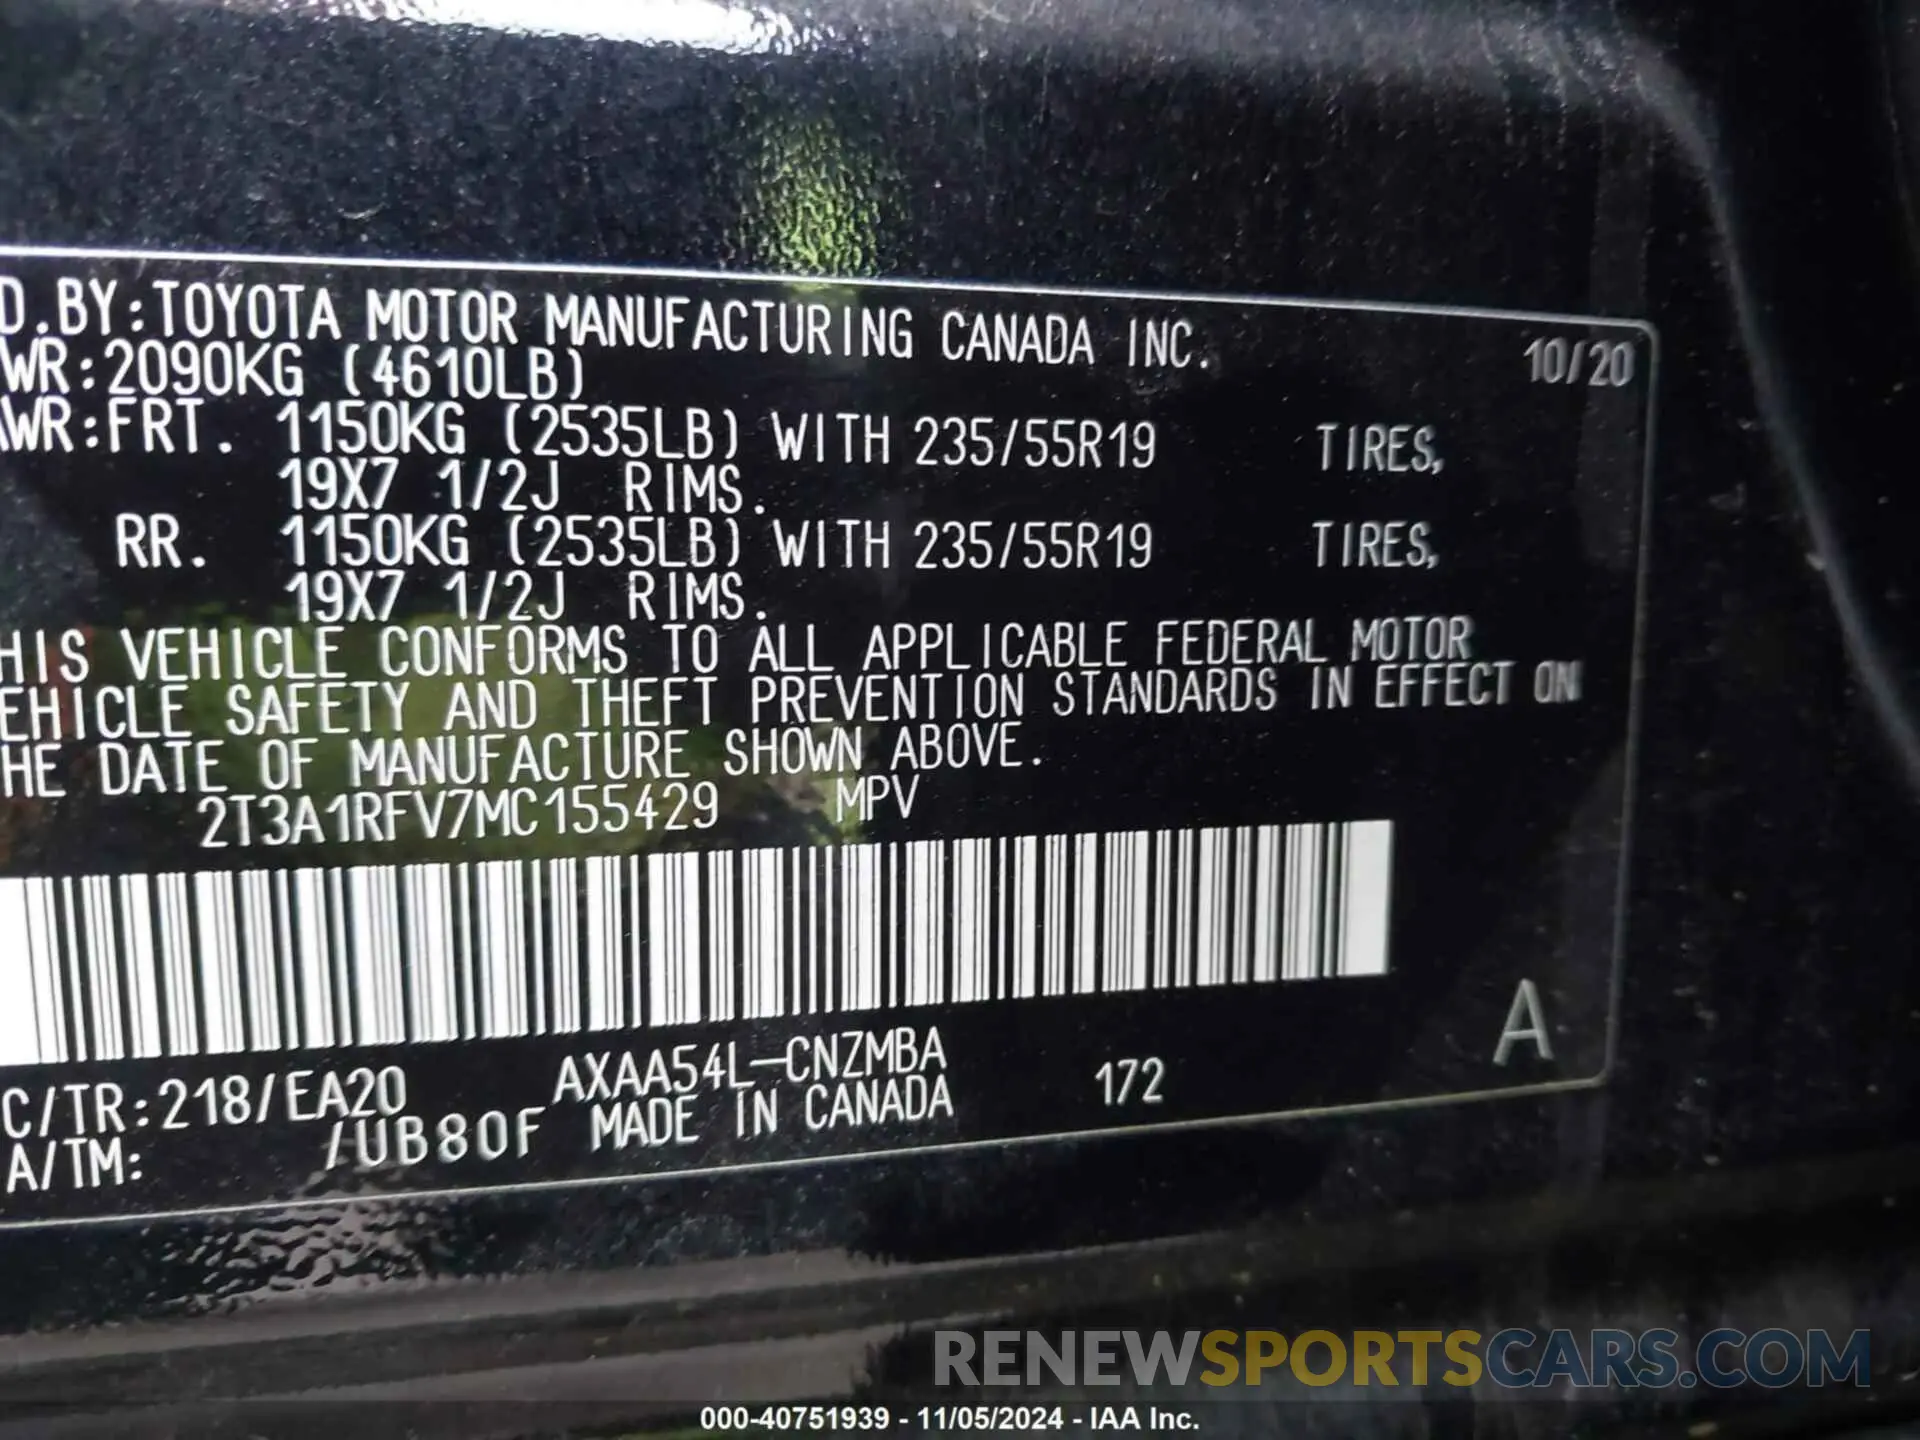 D.BY:TOYOTA MOTOR MANUFACTURING CANADA INC. 10/20
WR:2090KG (4610LB)
AWR:FRT. 1150KG (2535LB) WITH 235/55R19 TIRES,
19X7 1/2J RIMS.
RR. 1150KG (2535LB) WITH 235/55R19 TIRES,
19X7 1/2J RIMS.
HIS VEHICLE CONFORMS TO ALL APPLICABLE FEDERAL MOTOR
EHICLE SAFETY AND THEFT PREVENTION STANDARDS IN EFFECT ON
HE DATE OF MANUFACTURE SHOWN ABOVE.
2T3A1RFV7MC155429 MPV
A
C/TR:218/EA20 AXAA54L-CNZMBA 172
A/TM: /UB80F MADE IN CANADA
RENEWSPORTSCARS.COM
000-40751939 - 11/05/2024 - IAA Inc.